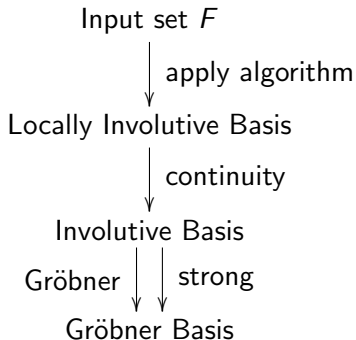 Input set F
apply algorithm
Locally Involutive Basis
continuity
Involutive Basis
Gröbner strong
Gröbner Basis